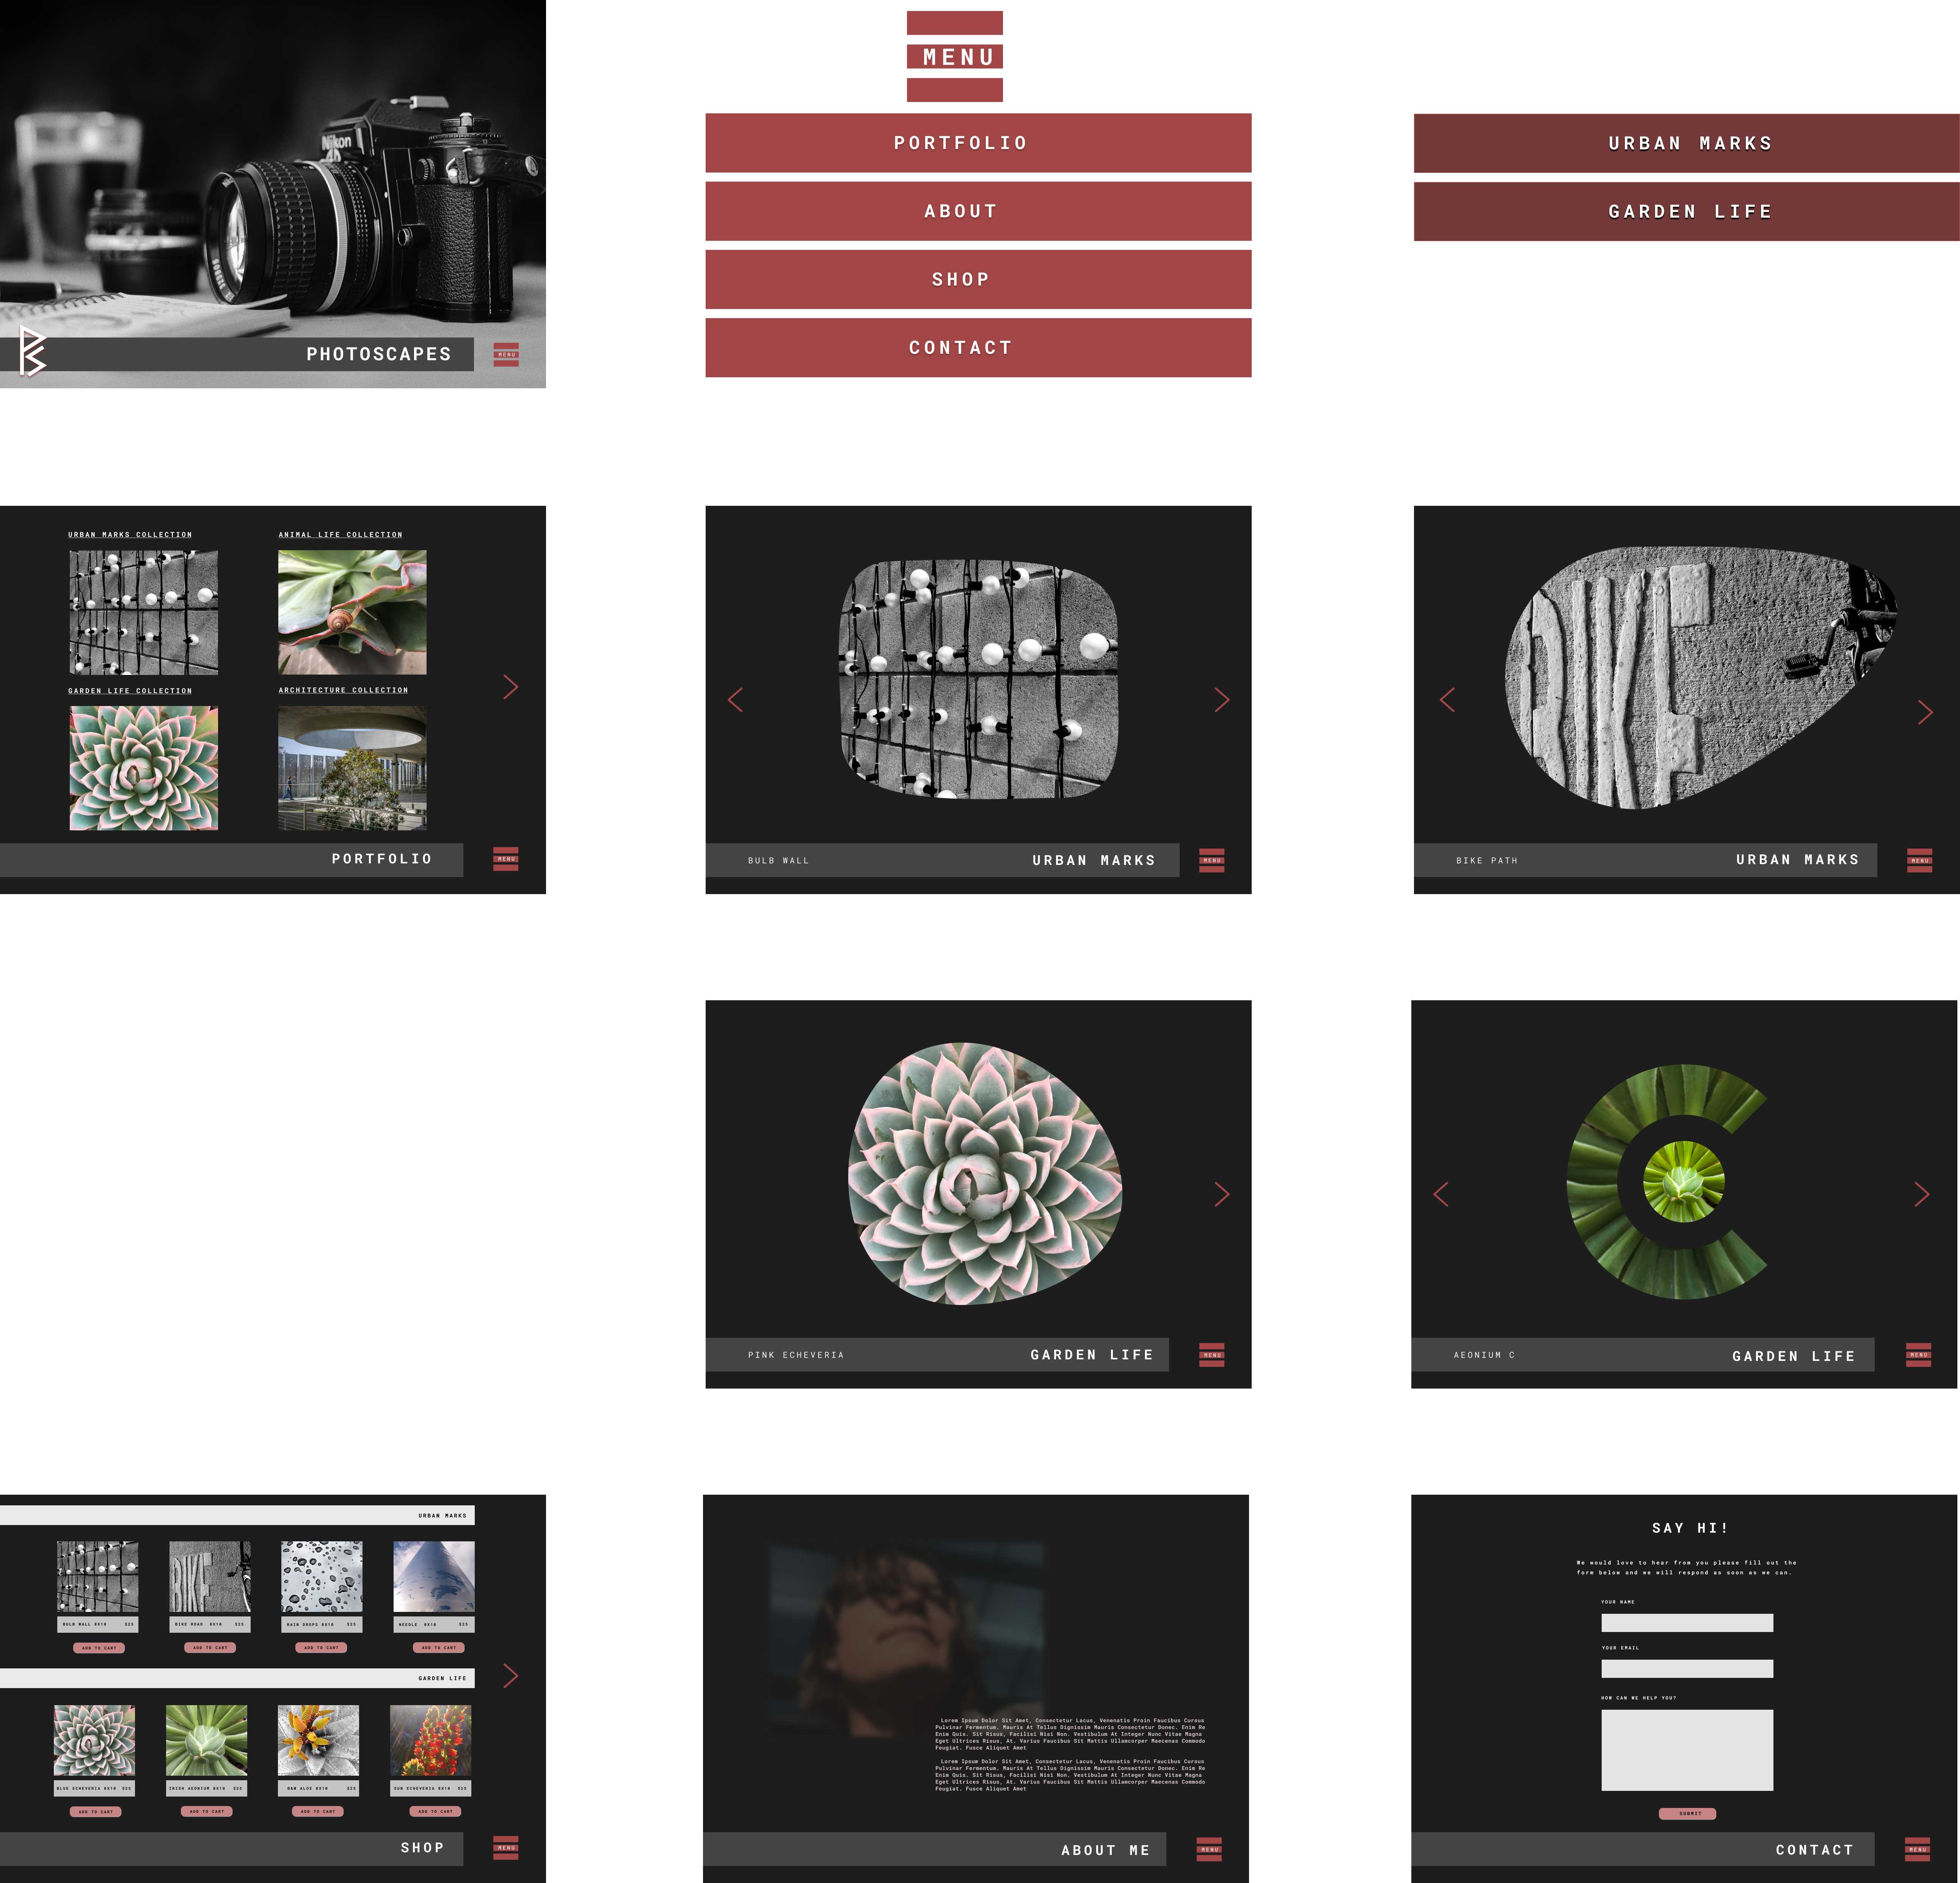 MENU
PORTFOLIO
ABOUT
SHOP
CONTACT
URBAN MARKS
GARDEN LIFE
Nikon
PHOTOSCAPES
MENU
URBAN MARKS COLLECTION
ANIMAL LIFE COLLECTION
GARDEN LIFE COLLECTION
ARCHITECTURE COLLECTION
PORTFOLIO
MENU
BULB WALL
URBAN MARKS
MENU
BIKE PATH
URBAN MARKS
MENU
PINK ECHEVERIA
GARDEN LIFE
MENU
AEONIUM C
GARDEN LIFE
MENU
URBAN MARKS
BULB WALL 8X10 $25
BIKE ROAD 8X10 $25
RAIN DROPS 8X10 $25
NEEDLE 8X10 $25
ADD TO CART
ADD TO CART
ADD TO CART
ADD TO CART
GARDEN LIFE
BLUE ECHEVERIA 8X10 $25
IRISH AEONIUM 8X10 $25
B&W ALOE 8X10 $25
SUN ECHEVERIA 8X10 $25
ADD TO CART
ADD TO CART
ADD TO CART
ADD TO CART
SHOP
MENU
Lorem Ipsum Dolor Sit Amet, Consectetur Lacus, Venenatis Proin Faucibus Cursus
Pulvinar Fermentum. Mauris At Tellus Dignissim Mauris Consectetur Donec. Enim Re
Enim Quis. Sit Risus, Facilisi Nisi Non. Vestibulum At Integer Nunc Vitae Magna
Eget Ultrices Risus, At. Varius Faucibus Sit Mattis Ullamcorper Maecenas Commodo
Feugiat. Fusce Aliquet Amet
Lorem Ipsum Dolor Sit Amet, Consectetur Lacus, Venenatis Proin Faucibus Cursus
Pulvinar Fermentum. Mauris At Tellus Dignissim Mauris Consectetur Donec. Enim Re
Enim Quis. Sit Risus, Facilisi Nisi Non. Vestibulum At Integer Nunc Vitae Magna
Eget Ultrices Risus, At. Varius Faucibus Sit Mattis Ullamcorper Maecenas Commodo
Feugiat. Fusce Aliquet Amet
ABOUT ME
MENU
SAY HI!
We would love to hear from you please fill out the
form below and we will respond as soon as we can.
YOUR NAME
YOUR EMAIL
HOW CAN WE HELP YOU?
SUBMIT
CONTACT
MENU